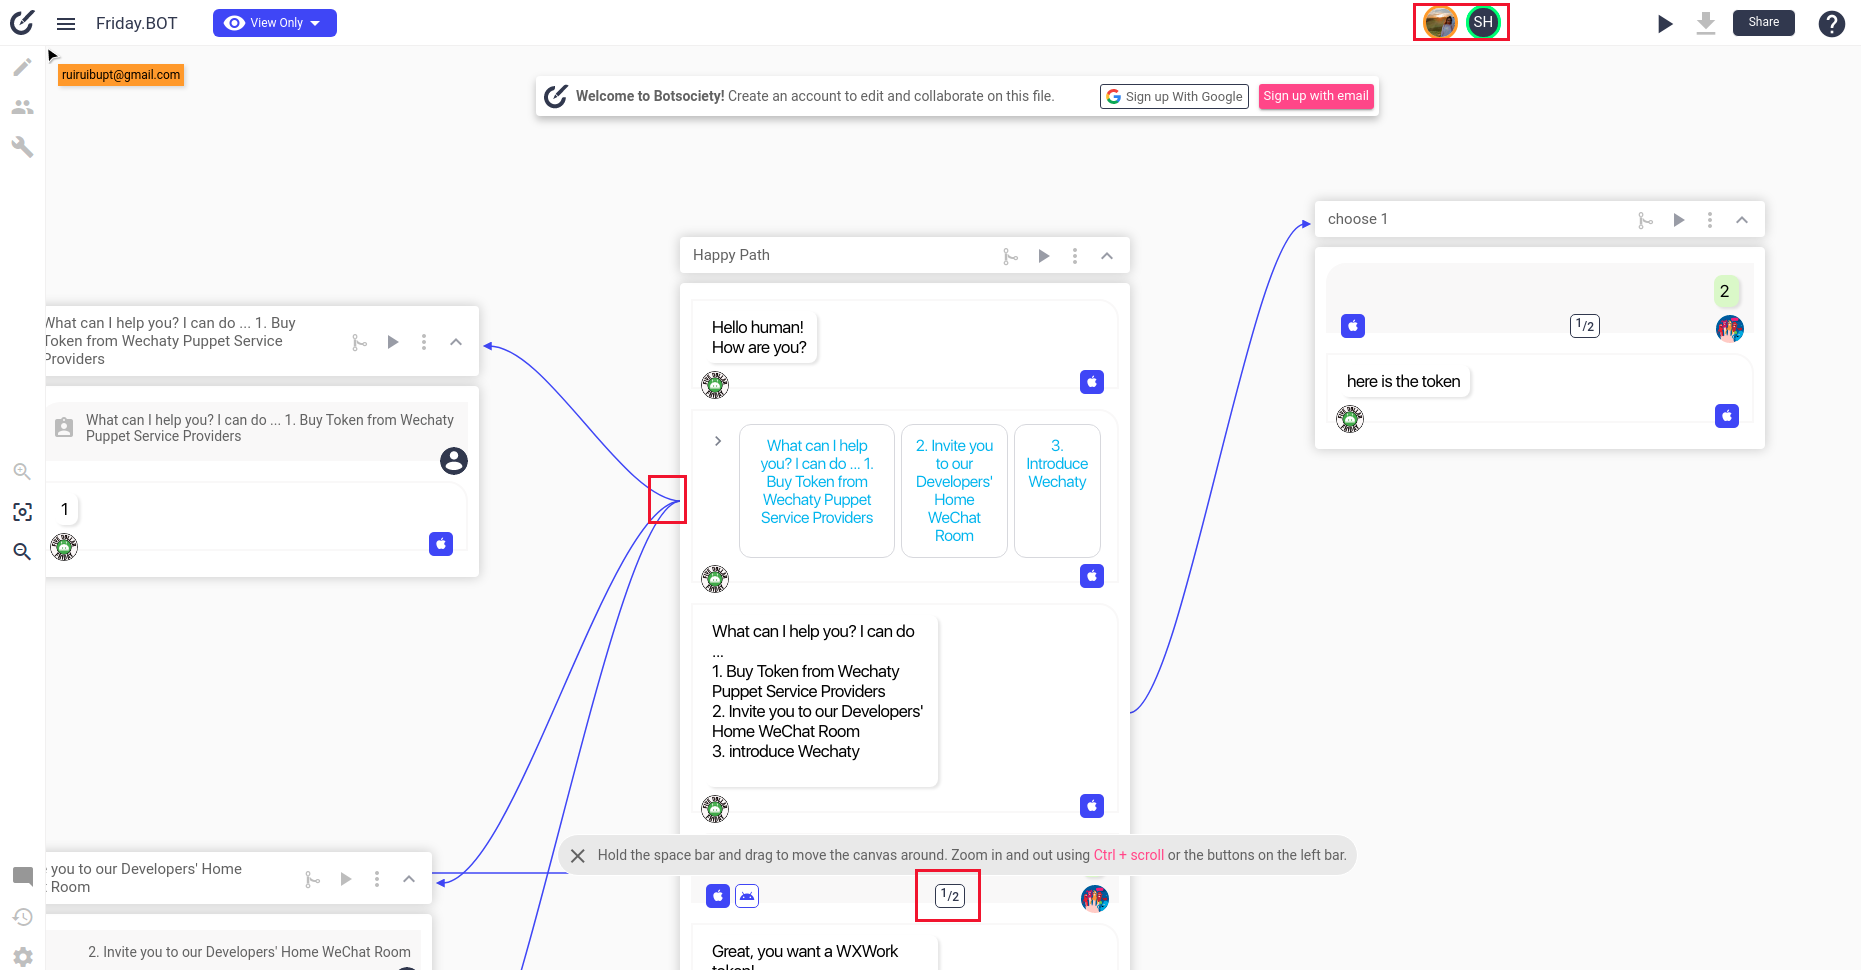 Friday.BOT
View Only
SH
Share
?
ruiruibupt@gmail.com
Welcome to Botsociety! Create an account to edit and collaborate on this file.
Sign up With Google
Sign up with email
choose 1
2
1/2
here is the token
Happy Path
Hello human!
How are you?
What can I help
you? I can do ... 1.
Buy Token from
Wechaty Puppet
Service Providers
2. Invite you
to our
Developers'
Home
WeChat
Room
3.
Introduce
Wechaty
What can I help you? I can do
...
1. Buy Token from Wechaty
Puppet Service Providers
2. Invite you to our Developers'
Home WeChat Room
3. introduce Wechaty
What can I help you? I can do ... 1. Buy
Token from Wechaty Puppet Service
Providers
What can I help you? I can do ... 1. Buy Token from Wechaty
Puppet Service Providers
1
Hold the space bar and drag to move the canvas around. Zoom in and out using Ctrl + scroll or the buttons on the left bar.
you to our Developers' Home
Room
2. Invite you to our Developers' Home WeChat Room
1/2
Great, you want a WXWork
token!